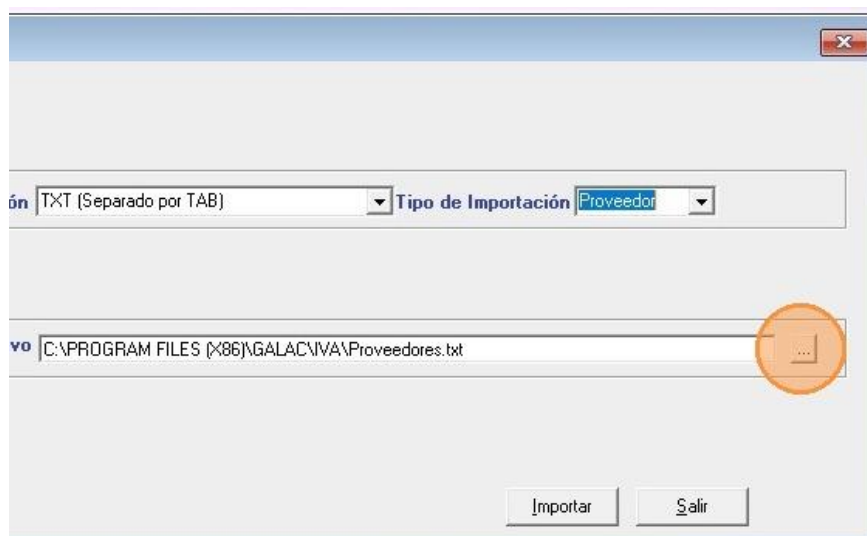 ón TXT (Separado por TAB) Tipo de Importación Proveedor
vo C:\PROGRAM FILES (X86)\GALAC\IVA\Proveedores.txt ...
Importar Salir